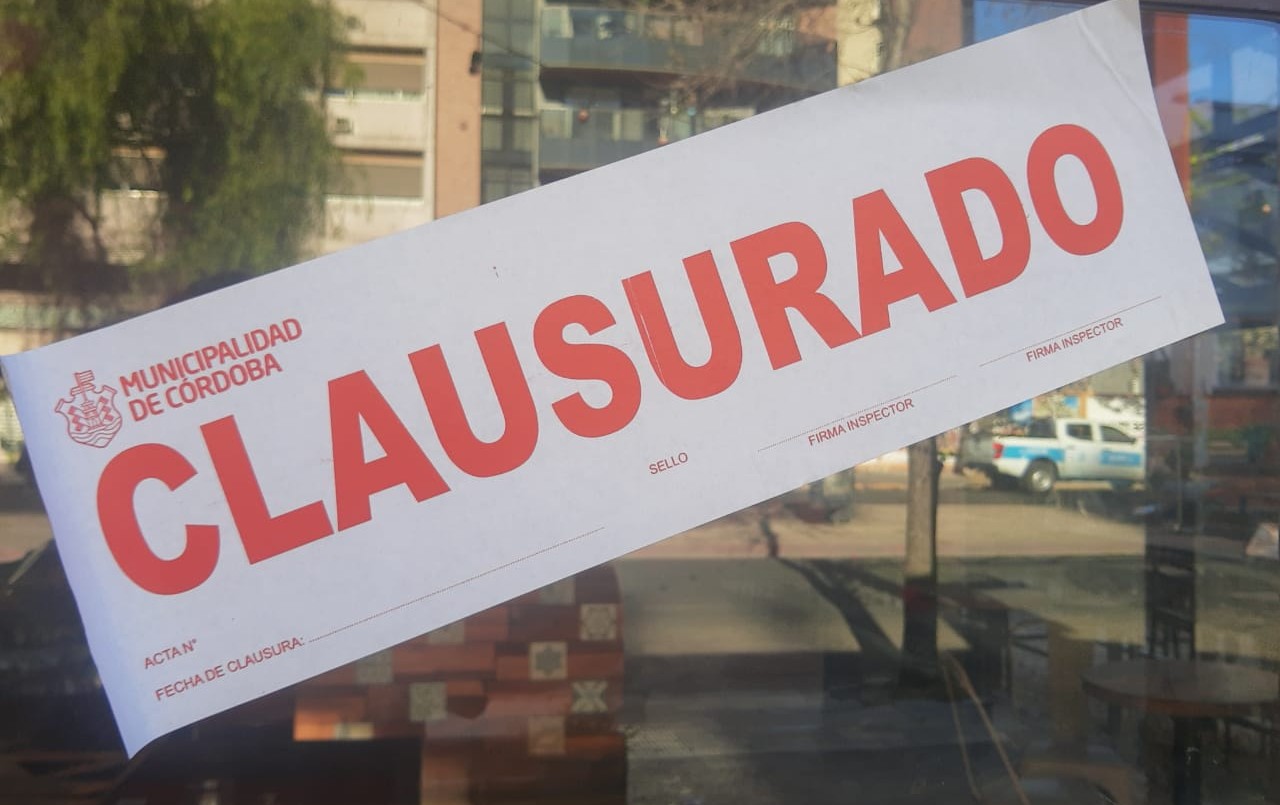 MUNICIPALIDAD
DE CÓRDOBA
CLAUSURADO
ACTA N°
FECHA DE CLAUSURA:
SELLO
FIRMA INSPECTOR
FIRMA INSPECTOR